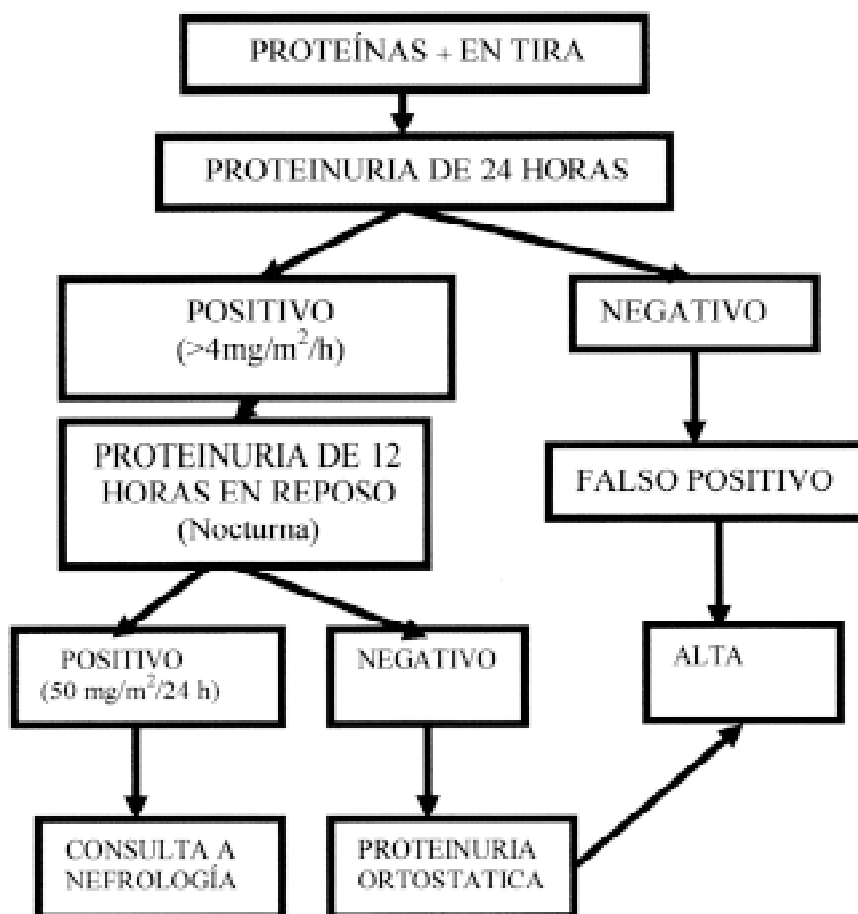 PROTEÍNAS + EN TIRA
PROTEINURIA DE 24 HORAS
POSITIVO
(>4mg/m²/h)
NEGATIVO
PROTEINURIA DE 12
HORAS EN REPOSO
(Nocturna)
FALSO POSITIVO
POSITIVO
(50 mg/m²/24 h)
NEGATIVO
ALTA
CONSULTA A
NEFROLOGÍA
PROTEINURIA
ORTOSTATICA